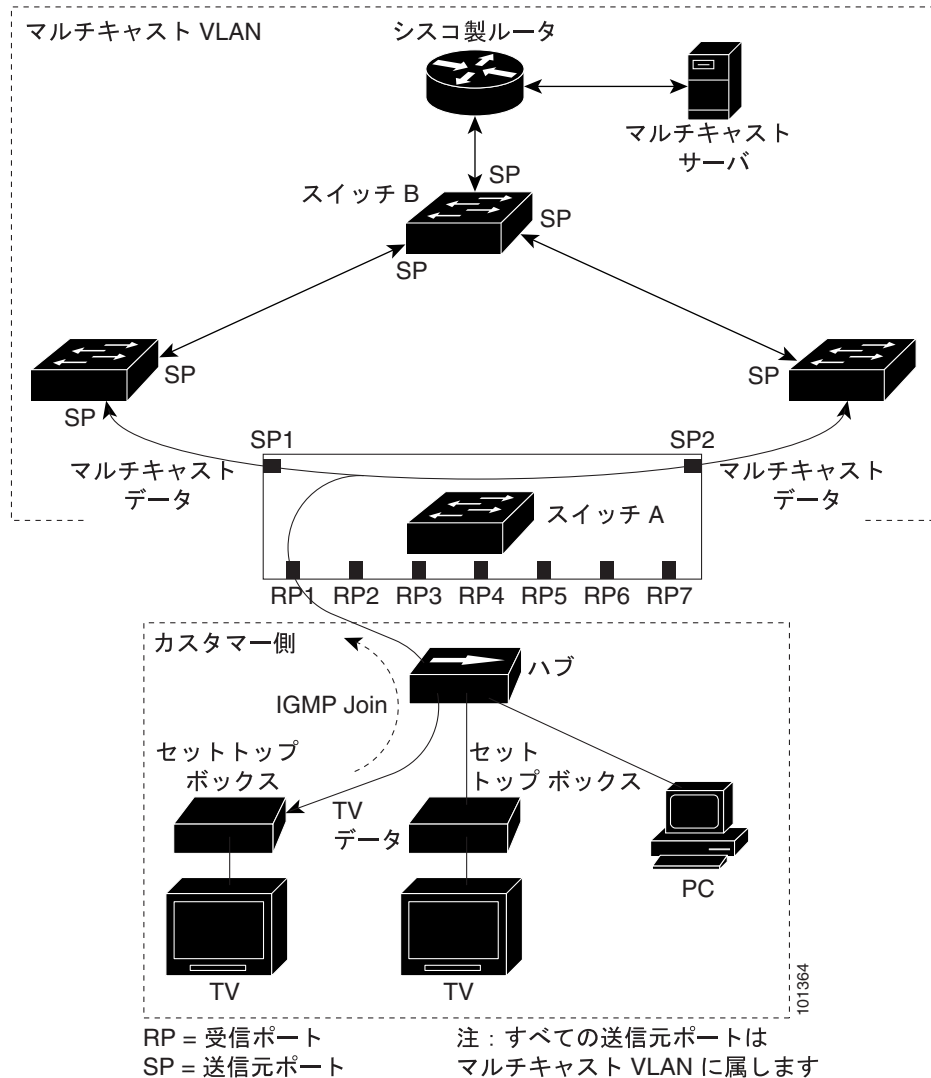 マルチキャスト VLAN
シスコ製ルータ
マルチキャスト
サーバ
SP
スイッチ B
SP
SP
SP
SP
SP
SP1
SP2
マルチキャスト
データ
マルチキャスト
データ
スイッチ A
RP1 RP2 RP3 RP4 RP5 RP6 RP7
カスタマー側
ハブ
IGMP Join
セットトップ
ボックス
セット
トップ ボックス
TV
データ
PC
TV
TV
101364
RP = 受信ポート
SP = 送信元ポート
注 : すべての送信元ポートは
マルチキャスト VLAN に属します